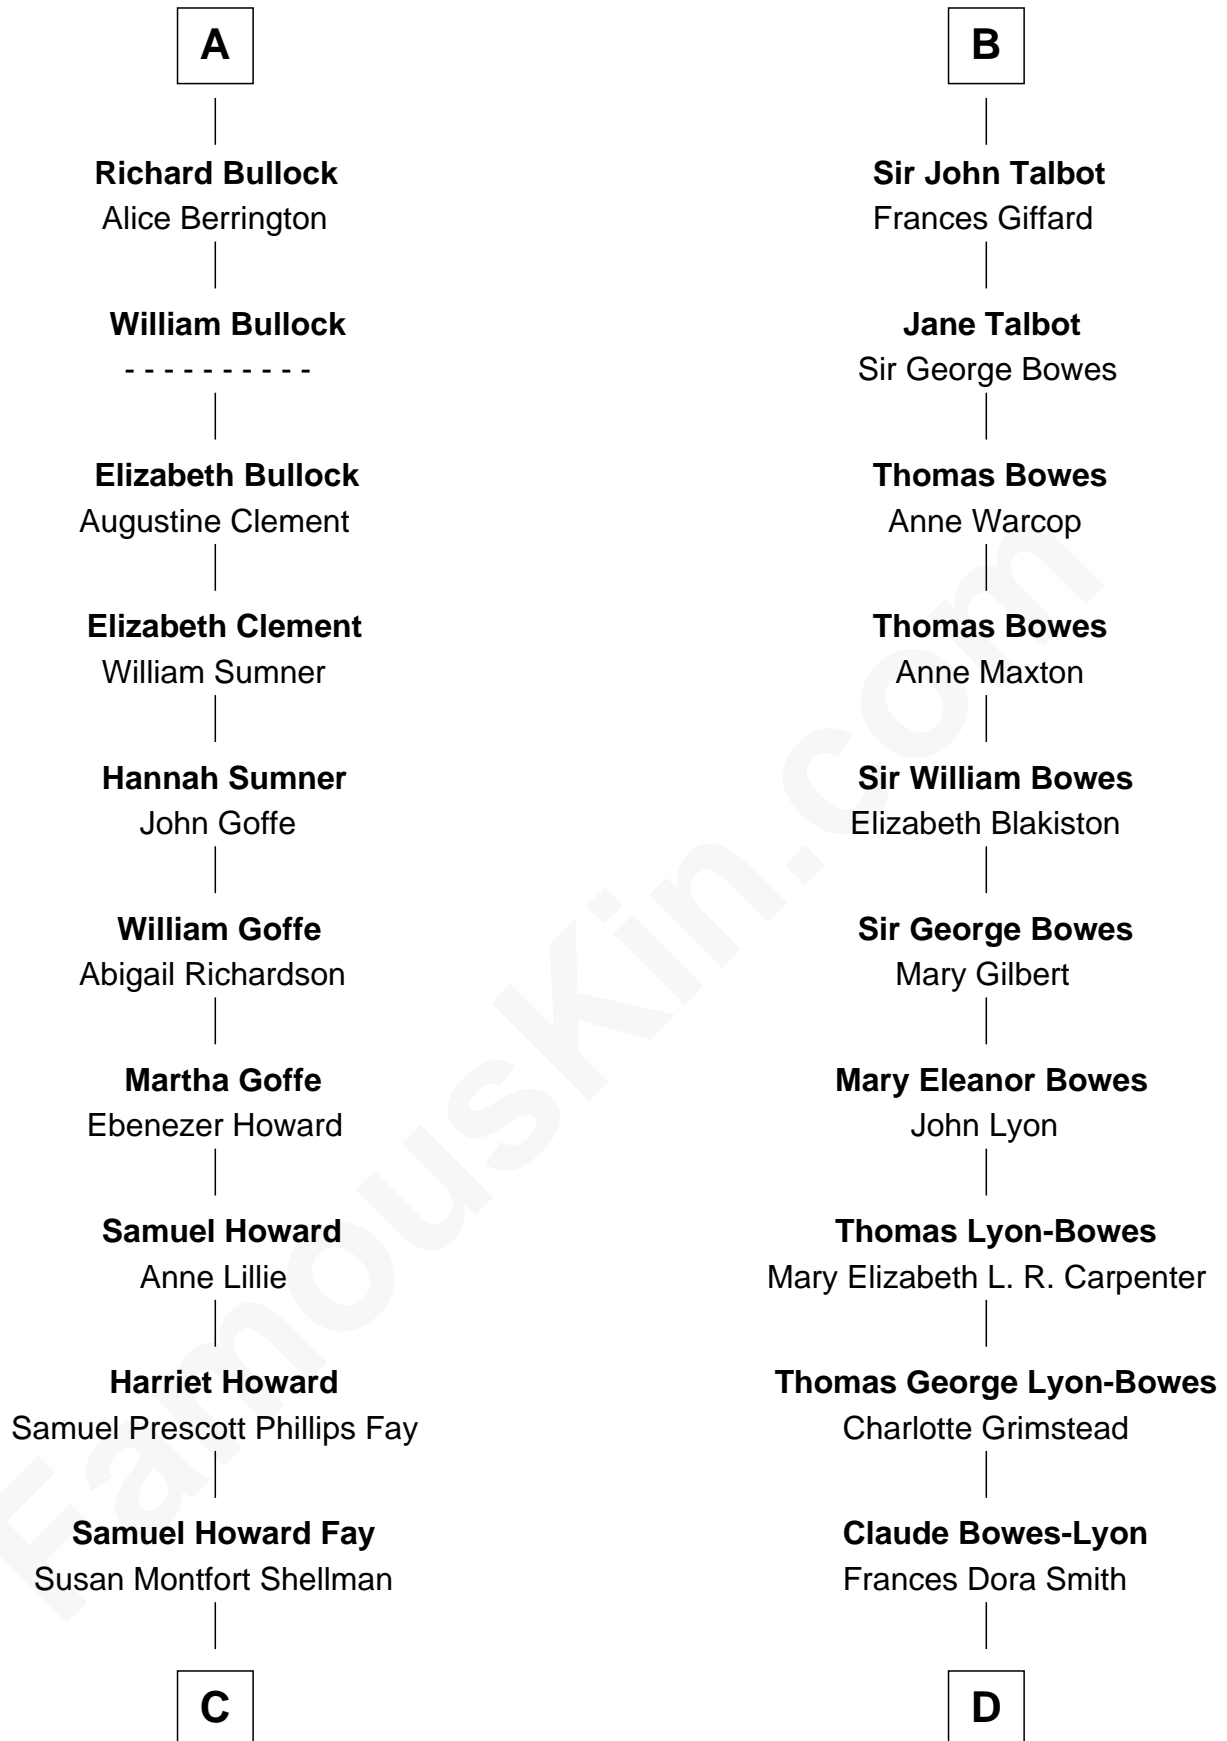 A
Richard Bullock
Alice Berrington
William Bullock
- - - - - - - - - -
Elizabeth Bullock
Augustine Clement
Elizabeth Clement
William Sumner
Hannah Sumner
John Goffe
William Goffe
Abigail Richardson
Martha Goffe
Ebenezer Howard
Samuel Howard
Anne Lillie
Harriet Howard
Samuel Prescott Phillips Fay
Samuel Howard Fay
Susan Montfort Shellman
C
B
Sir John Talbot
Frances Giffard
Jane Talbot
Sir George Bowes
Thomas Bowes
Anne Warcop
Thomas Bowes
Anne Maxton
Sir William Bowes
Elizabeth Blakiston
Sir George Bowes
Mary Gilbert
Mary Eleanor Bowes
John Lyon
Thomas Lyon-Bowes
Mary Elizabeth L. R. Carpenter
Thomas George Lyon-Bowes
Charlotte Grimstead
Claude Bowes-Lyon
Frances Dora Smith
D
FamousKin.com